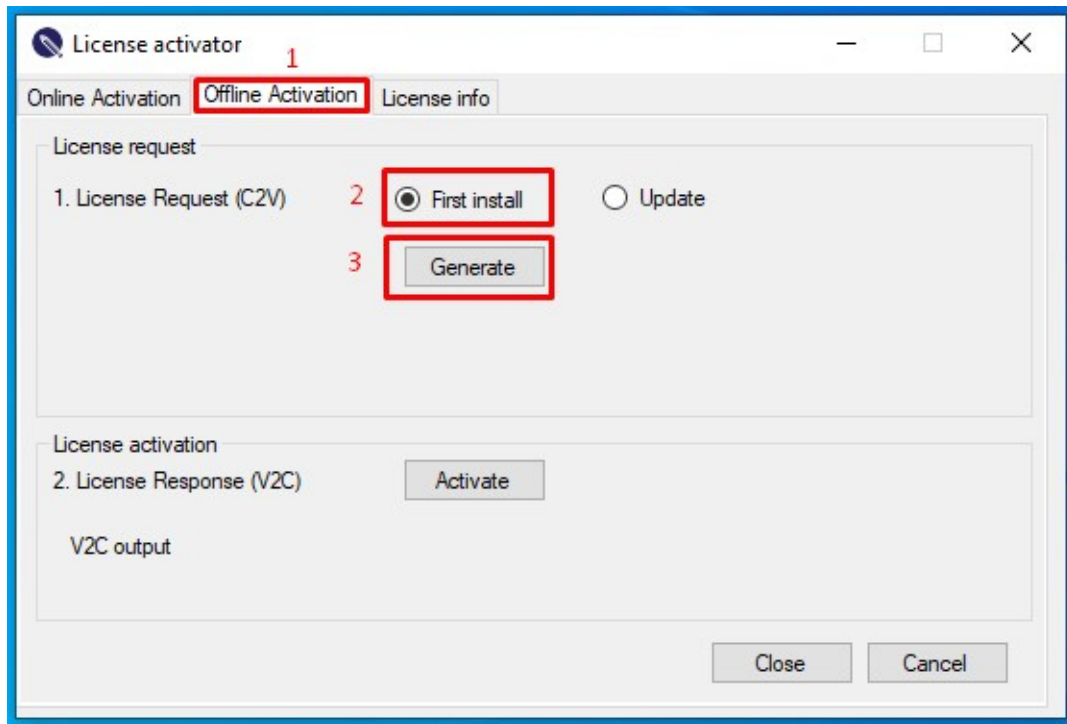 License activator
1
Online Activation Offline Activation License info
License request
1. License Request (C2V) 2 First install Update
3 Generate
License activation
2. License Response (V2C) Activate
V2C output
Close Cancel